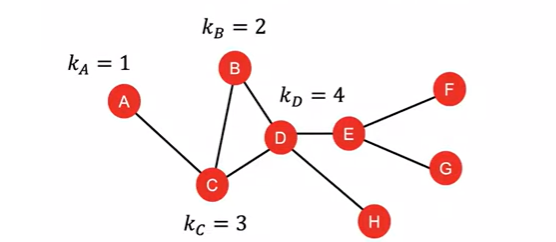 k_B = 2
k_A = 1
B
F
A
k_D = 4
D
E
G
C
H
k_C = 3